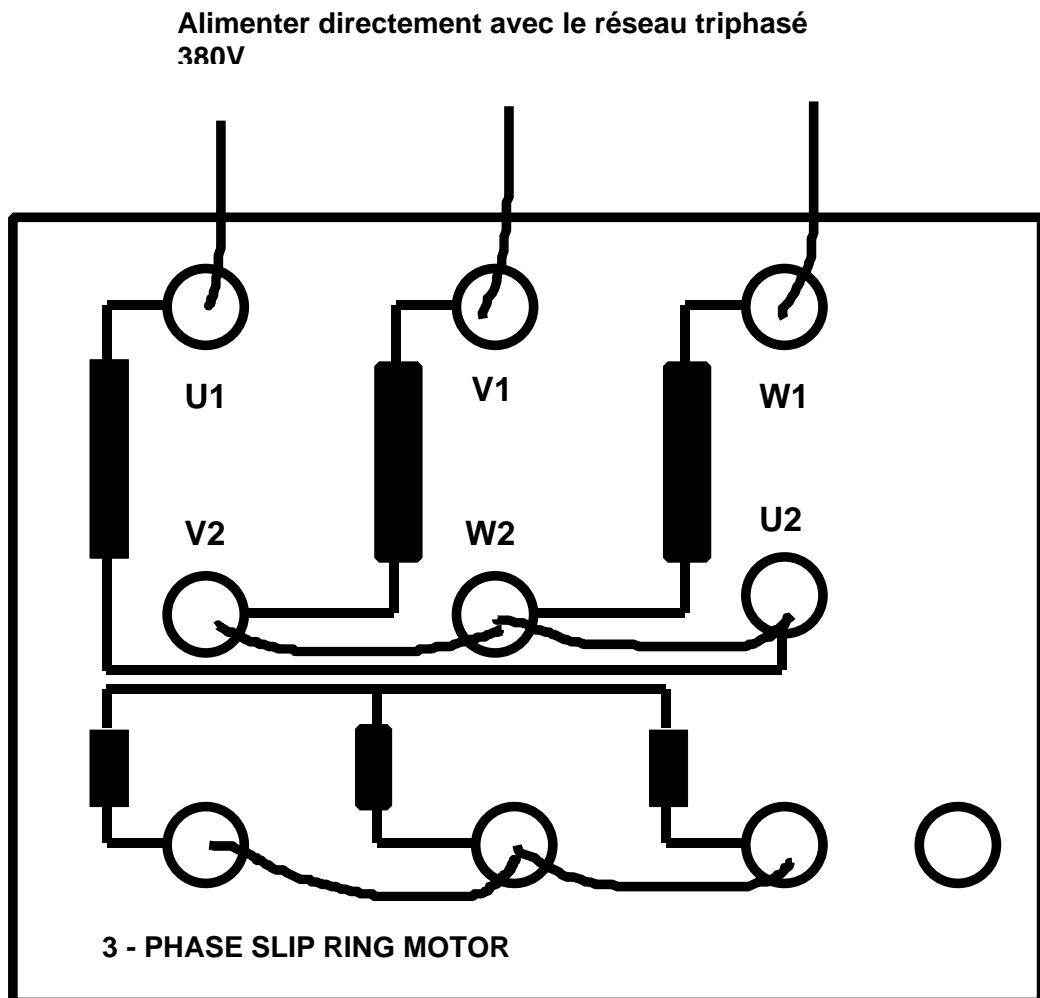 Alimenter directement avec le réseau triphasé
380V
U1
V1
W1
V2
W2
U2
3 - PHASE SLIP RING MOTOR